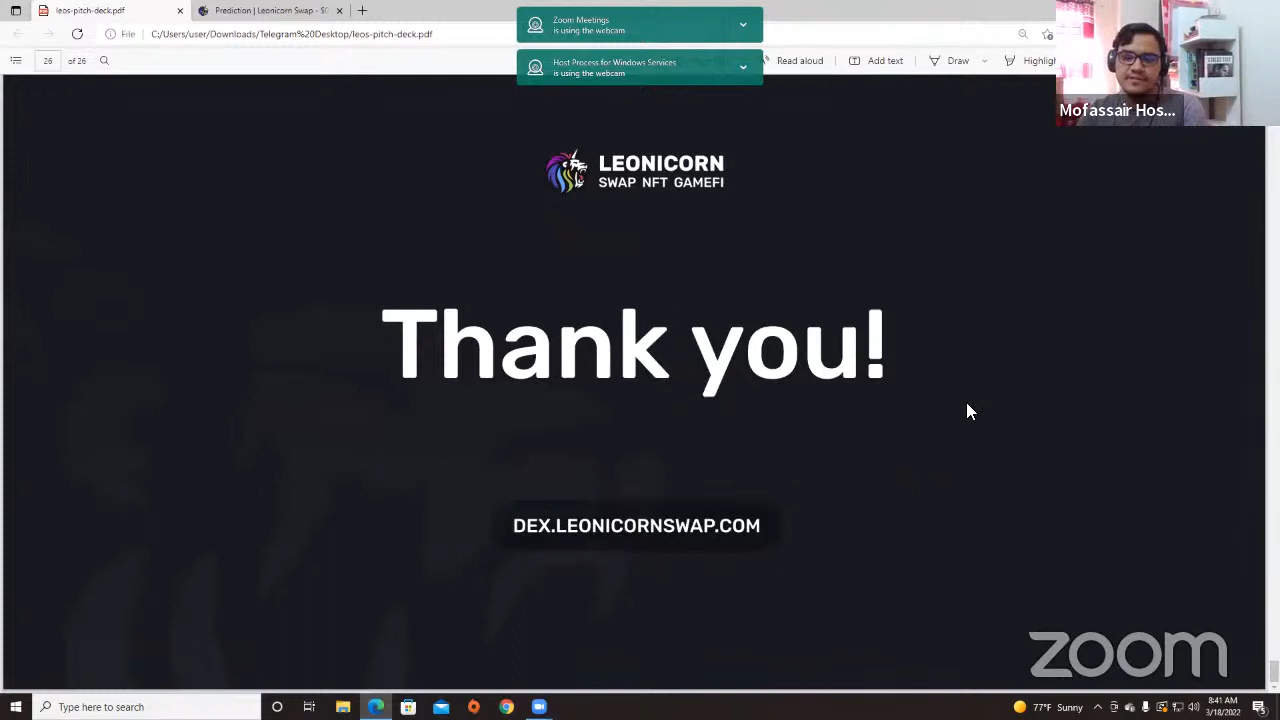 leos-pitch-deck.pdf
Prediction | Leonicorn Swap - SO
File
C:/Users/user/Downloads/Telegram%20Desktop/leos-pitch-deck.pdf
26
of 26
Read aloud
Add text
Draw
Highligh
Zoom Meetings
is using the webcam
Host Process for Windows Services
is using the webcam
Mofassair Hos...
LEONICORN
SWAP NFT GAMEFI
Thank you!
DEX.LEONICORNSWAP.COM
zoom
Type here to search
77°F Sunny
8:41 AM
3/18/2022